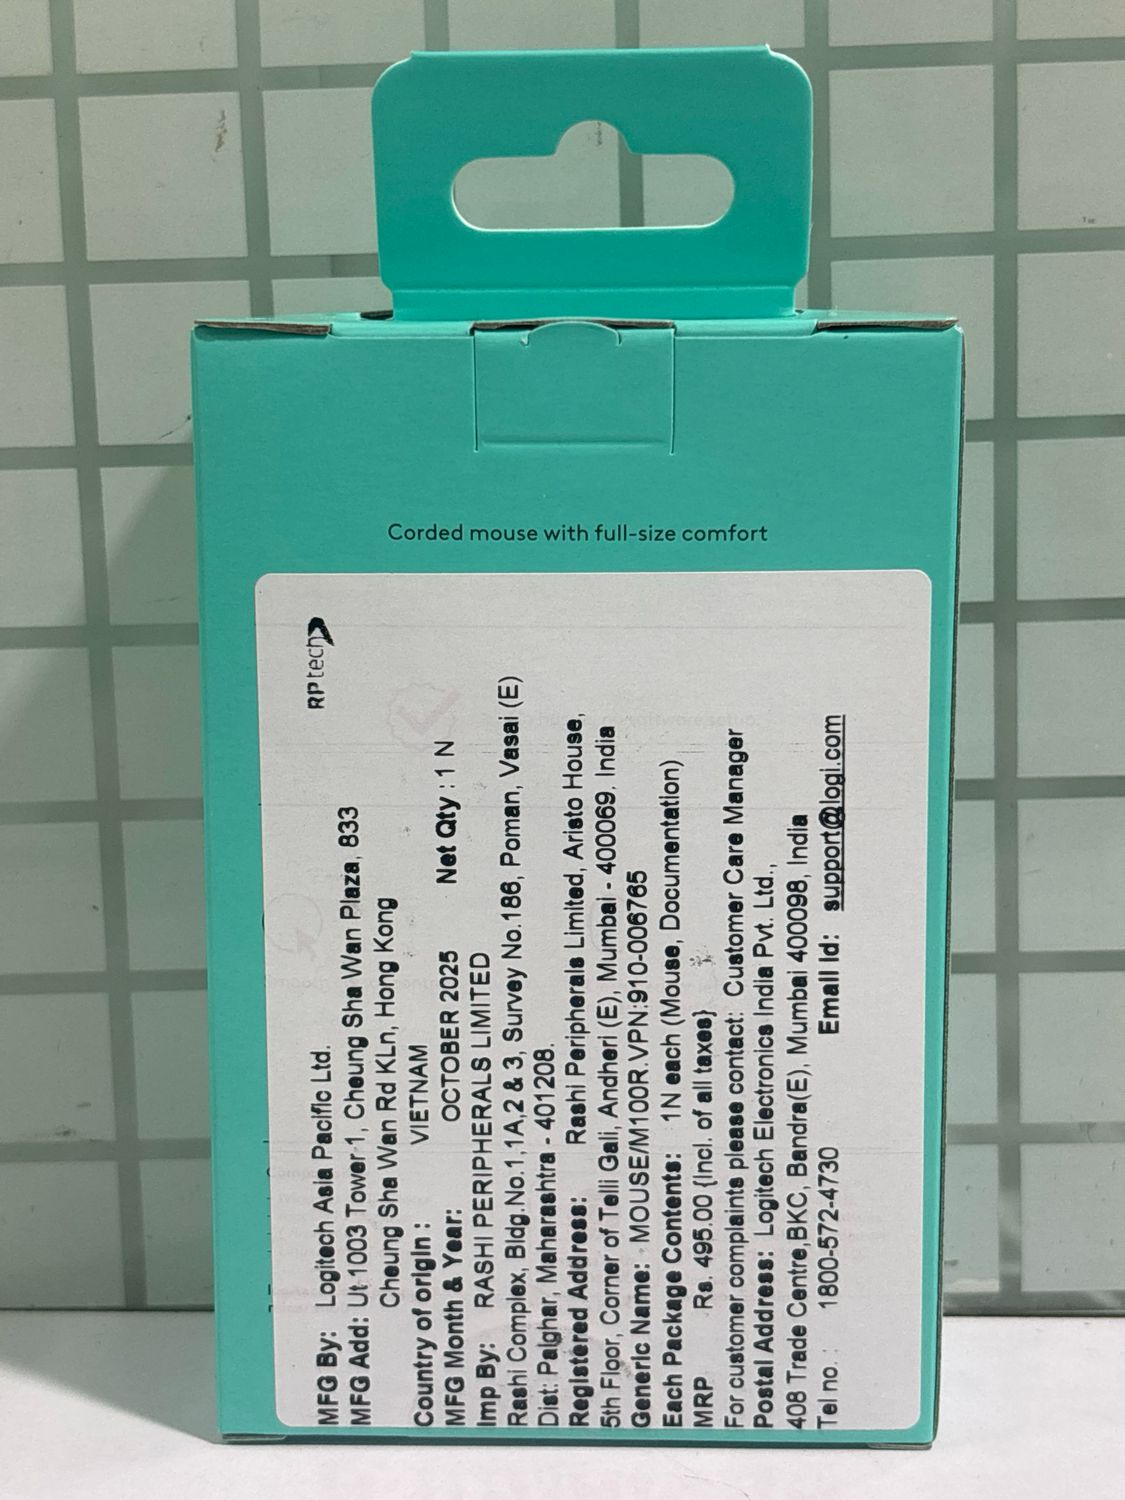 Corded mouse with full-size comfort
RP tech
MFG By: Logitech Asia Pacific Ltd.
MFG Add: Ut 1003 Tower 1, Cheung Sha Wan Plaza, 833
Cheung Sha Wan Rd KLn, Hong Kong
Country of origin : VIETNAM
MFG Month & Year: OCTOBER 2025 Net Qty : 1 N
Imp By: RASHI PERIPHERALS LIMITED
Rashi Complex, Bldg.No.1,1A,2 & 3, Survey No.186, Poman, Vasai (E)
Dist: Palghar, Maharashtra - 401208.
Registered Address: Rashi Peripherals Limited, Aristo House,
5th Floor, Corner of Telli Gali, Andheri (E), Mumbai - 400069. India
Generic Name: MOUSE/M100R.VPN:910-006765
Each Package Contents: 1N each (Mouse, Documentation)
MRP Rs. 495.00 {Incl. of all taxes}
For customer complaints please contact: Customer Care Manager
Postal Address: Logitech Electronics India Pvt. Ltd.,
408 Trade Centre,BKC, Bandra(E), Mumbai 400098, India
Tel no. : 1800-572-4730 Email Id: support@logi.com